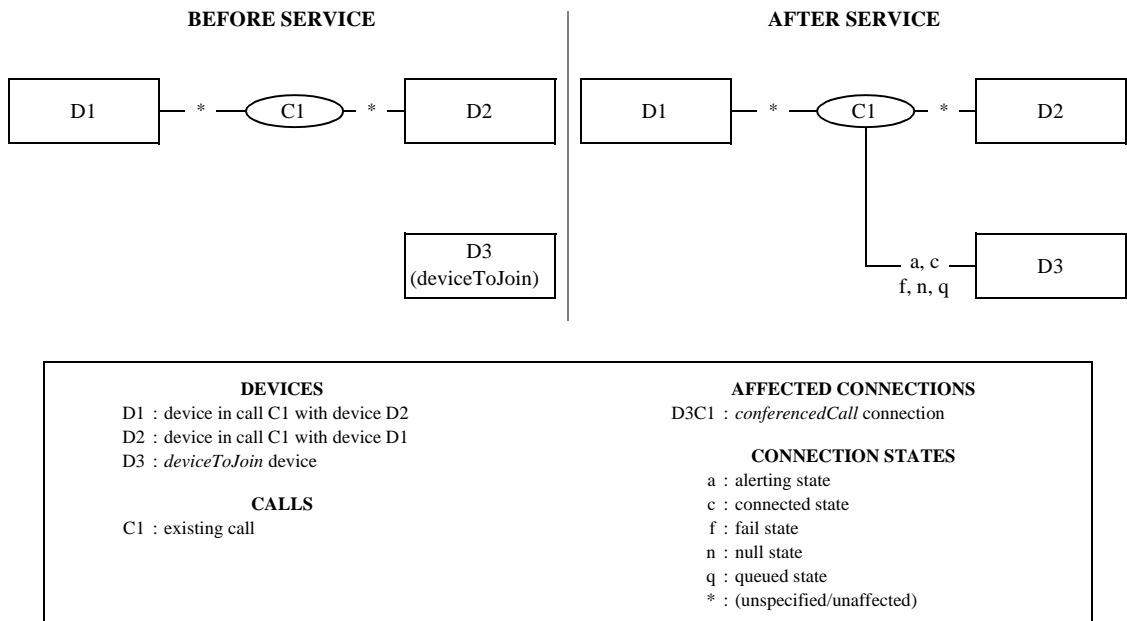 BEFORE SERVICE
AFTER SERVICE
D1 * C1 * D2
D1 * C1 * D2
D3
(deviceToJoin)
a, c
f, n, q
D3
DEVICES
D1 : device in call C1 with device D2
D2 : device in call C1 with device D1
D3 : deviceToJoin device
CALLS
C1 : existing call
AFFECTED CONNECTIONS
D3C1 : conferencedCall connection
CONNECTION STATES
a : alerting state
c : connected state
f : fail state
n : null state
q : queued state
* : (unspecified/unaffected)